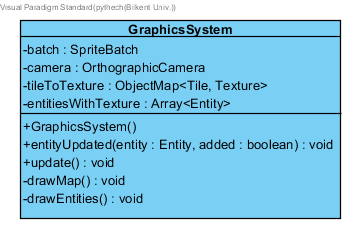 Visual Paradigm Standard(pythech(Bilkent Univ.))
GraphicsSystem
-batch : SpriteBatch
-camera : OrthographicCamera
-tileToTexture : ObjectMap<Tile, Texture>
-entitiesWithTexture : Array<Entity>
+GraphicsSystem()
+entityUpdated(entity : Entity, added : boolean) : void
+update() : void
-drawMap() : void
-drawEntities() : void